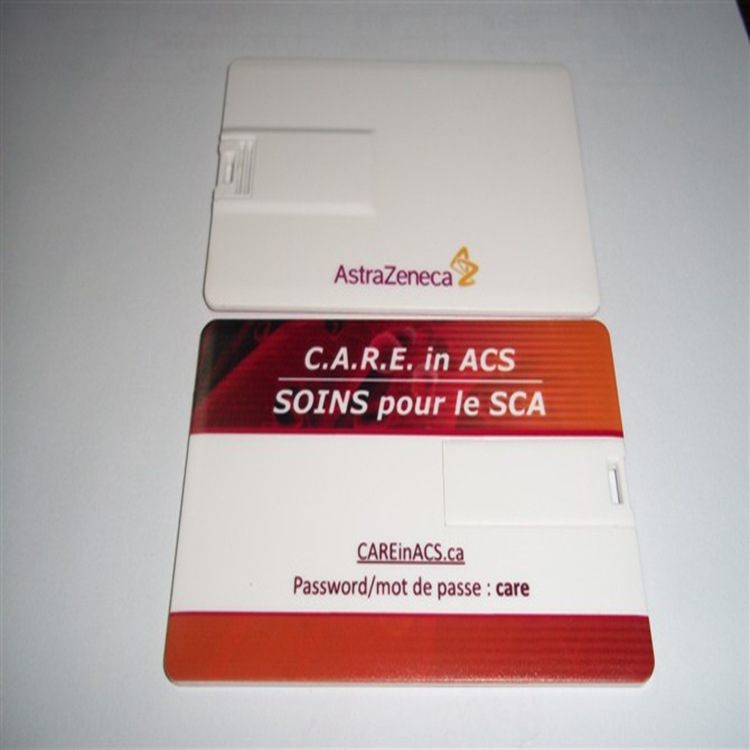 AstraZeneca
C.A.R.E. in ACS
SOINS pour le SCA
CAREinACS.ca
Password/mot de passe : care